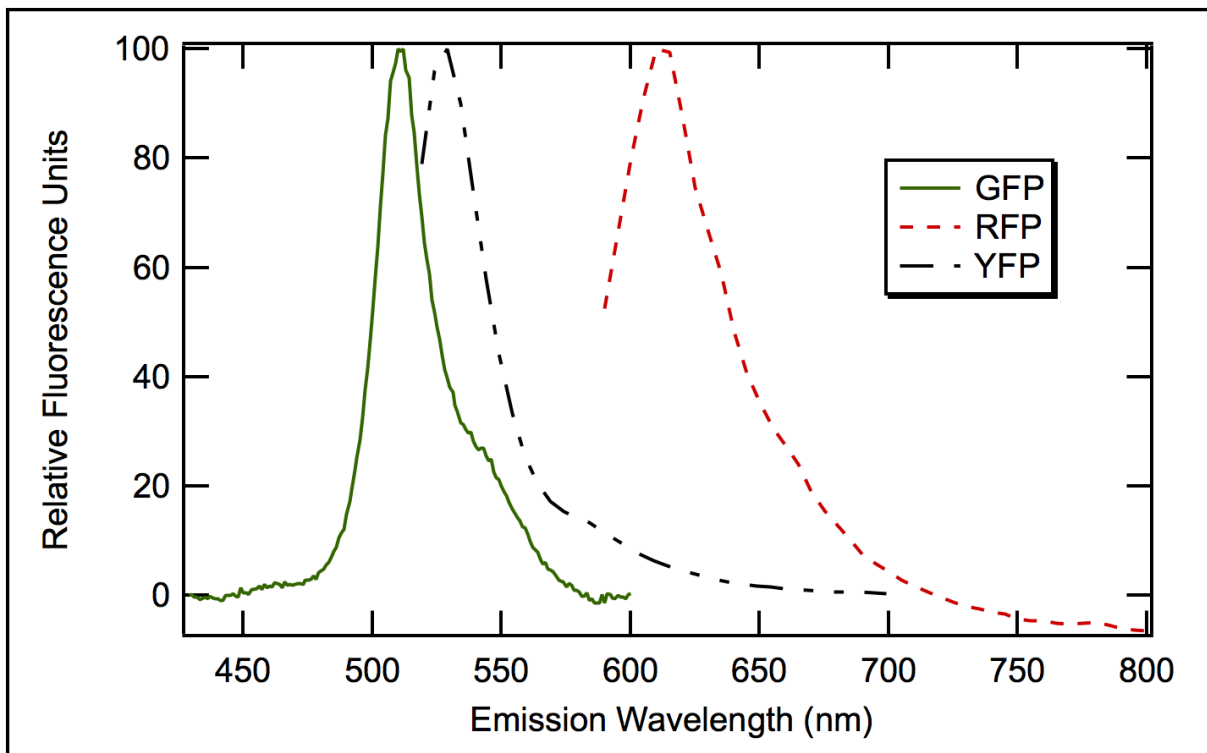 100
80
60
40
20
0
Relative Fluorescence Units
GFP
RFP
YFP
450 500 550 600 650 700 750 800
Emission Wavelength (nm)